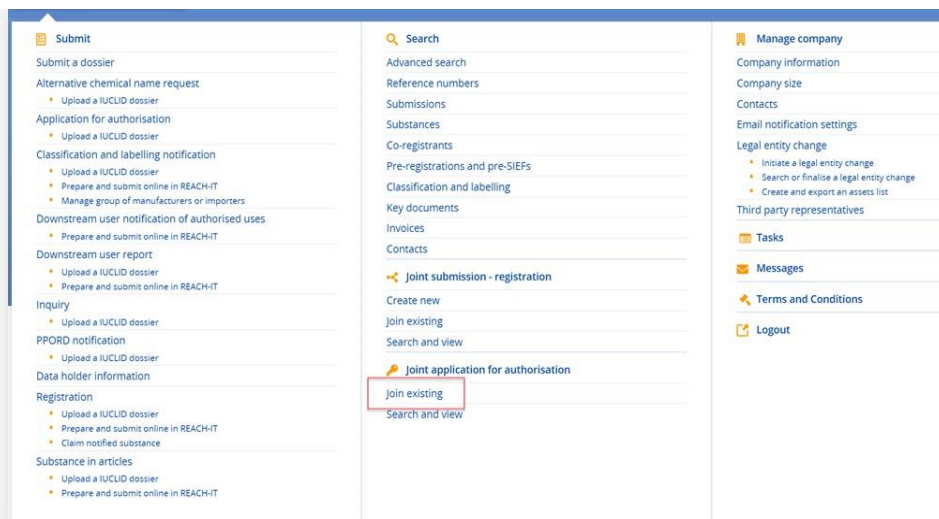 Submit
Submit a dossier
Alternative chemical name request
Upload a IUCLID dossier
Application for authorisation
Upload a IUCLID dossier
Classification and labelling notification
Upload a IUCLID dossier
Prepare and submit online in REACH-IT
Manage group of manufacturers or importers
Downstream user notification of authorised uses
Prepare and submit online in REACH-IT
Downstream user report
Upload a IUCLID dossier
Prepare and submit online in REACH-IT
Inquiry
Upload a IUCLID dossier
PPORD notification
Upload a IUCLID dossier
Data holder information
Registration
Upload a IUCLID dossier
Prepare and submit online in REACH-IT
Claim notified substance
Substance in articles
Upload a IUCLID dossier
Prepare and submit online in REACH-IT
Search
Advanced search
Reference numbers
Submissions
Substances
Co-registrants
Pre-registrations and pre-SIEFs
Classification and labelling
Key documents
Invoices
Contacts
Joint submission - registration
Create new
Join existing
Search and view
Joint application for authorisation
Join existing
Search and view
Manage company
Company information
Company size
Contacts
Email notification settings
Legal entity change
Initiate a legal entity change
Search or finalise a legal entity change
Create and export an assets list
Third party representatives
Tasks
Messages
Terms and Conditions
Logout